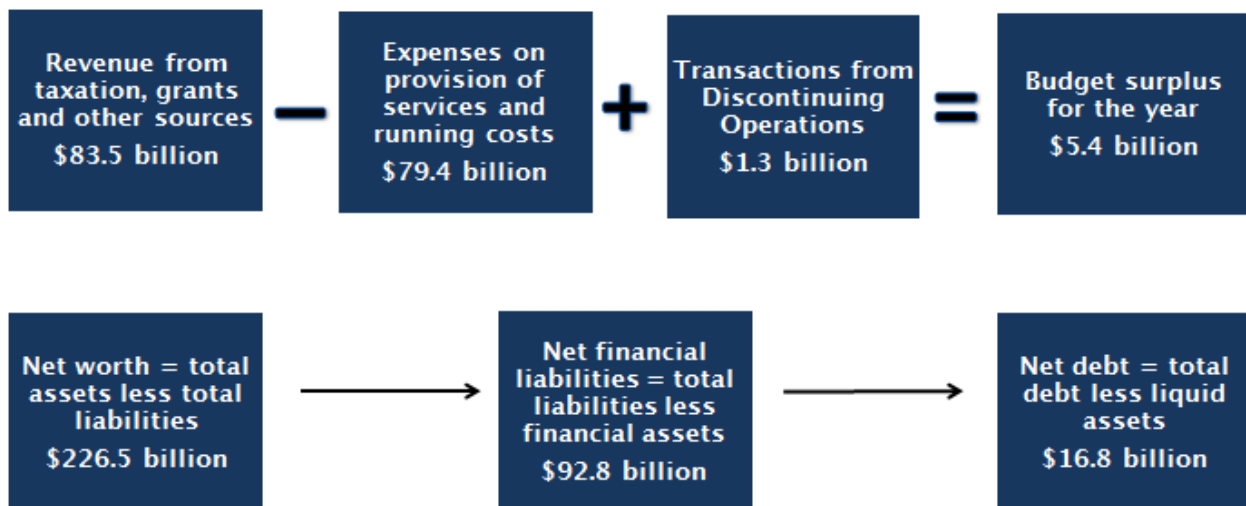 Revenue from
taxation, grants
and other sources
$83.5 billion
−
Expenses on
provision of
services and
running costs
$79.4 billion
+
Transactions from
Discontinuing
Operations
$1.3 billion
=
Budget surplus
for the year
$5.4 billion
Net worth = total
assets less total
liabilities
$226.5 billion
Net financial
liabilities = total
liabilities less
financial assets
$92.8 billion
Net debt = total
debt less liquid
assets
$16.8 billion